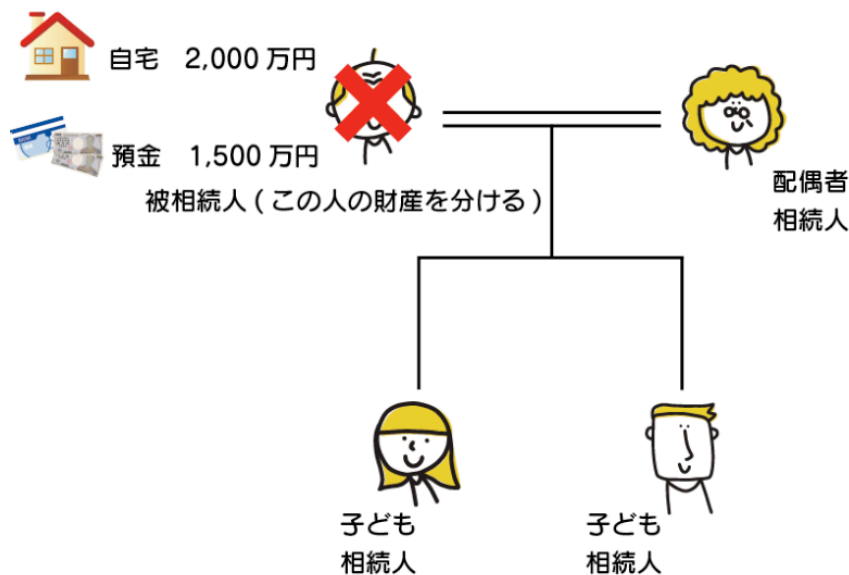 自宅 2,000 万円
預金 1,500 万円
被相続人 ( この人の財産を分ける )
配偶者
相続人
子ども
相続人
子ども
相続人